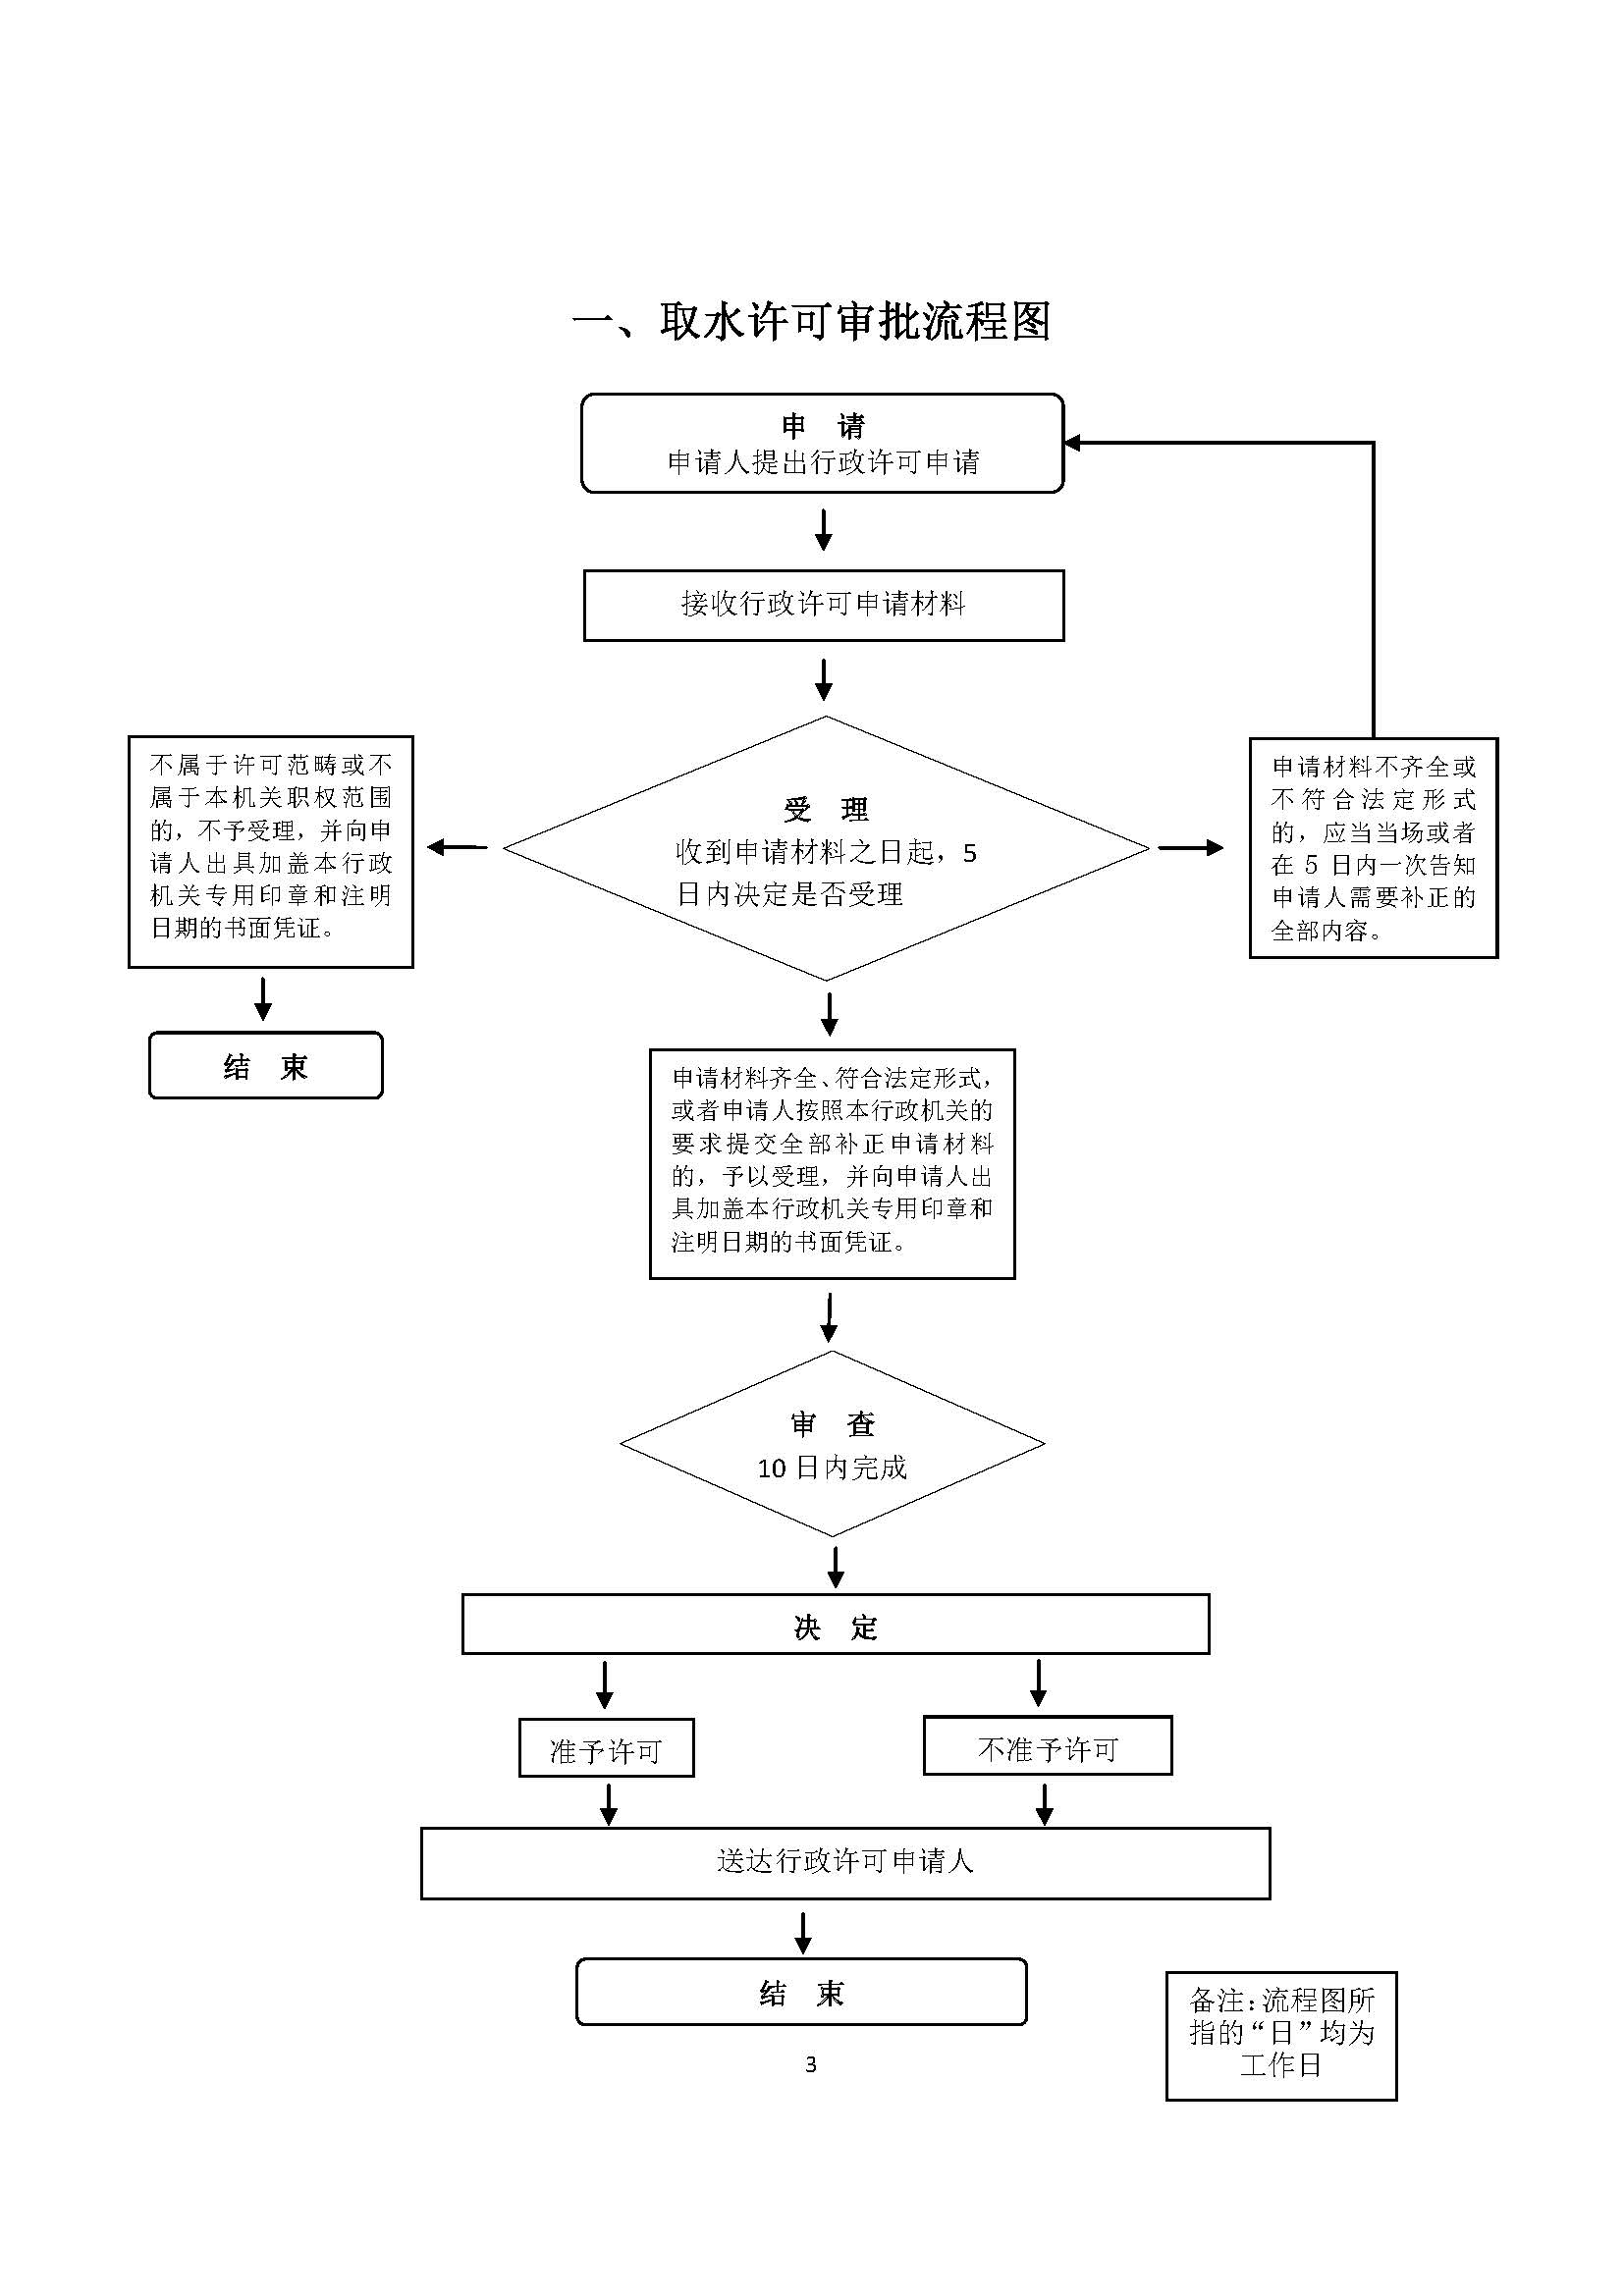 一、取水许可审批流程图
申 请
申请人提出行政许可申请
接收行政许可申请材料
不属于许可范畴或不
属于本机关职权范围
的，不予受理，并向申
请人出具加盖本行政
机关专用印章和注明
日期的书面凭证。
结 束
受 理
收到申请材料之日起，5
日内决定是否受理
申请材料不齐全或
不符合法定形式
的，应当当场或者
在 5 日内一次告知
申请人需要补正的
全部内容。
申请材料齐全、符合法定形式，
或者申请人按照本行政机关的
要求提交全部补正申请材料
的，予以受理，并向申请人出
具加盖本行政机关专用印章和
注明日期的书面凭证。
审 查
10 日内完成
决 定
准予许可
不准予许可
送达行政许可申请人
结 束
备注：流程图所
指的“日”均为
工作日
3